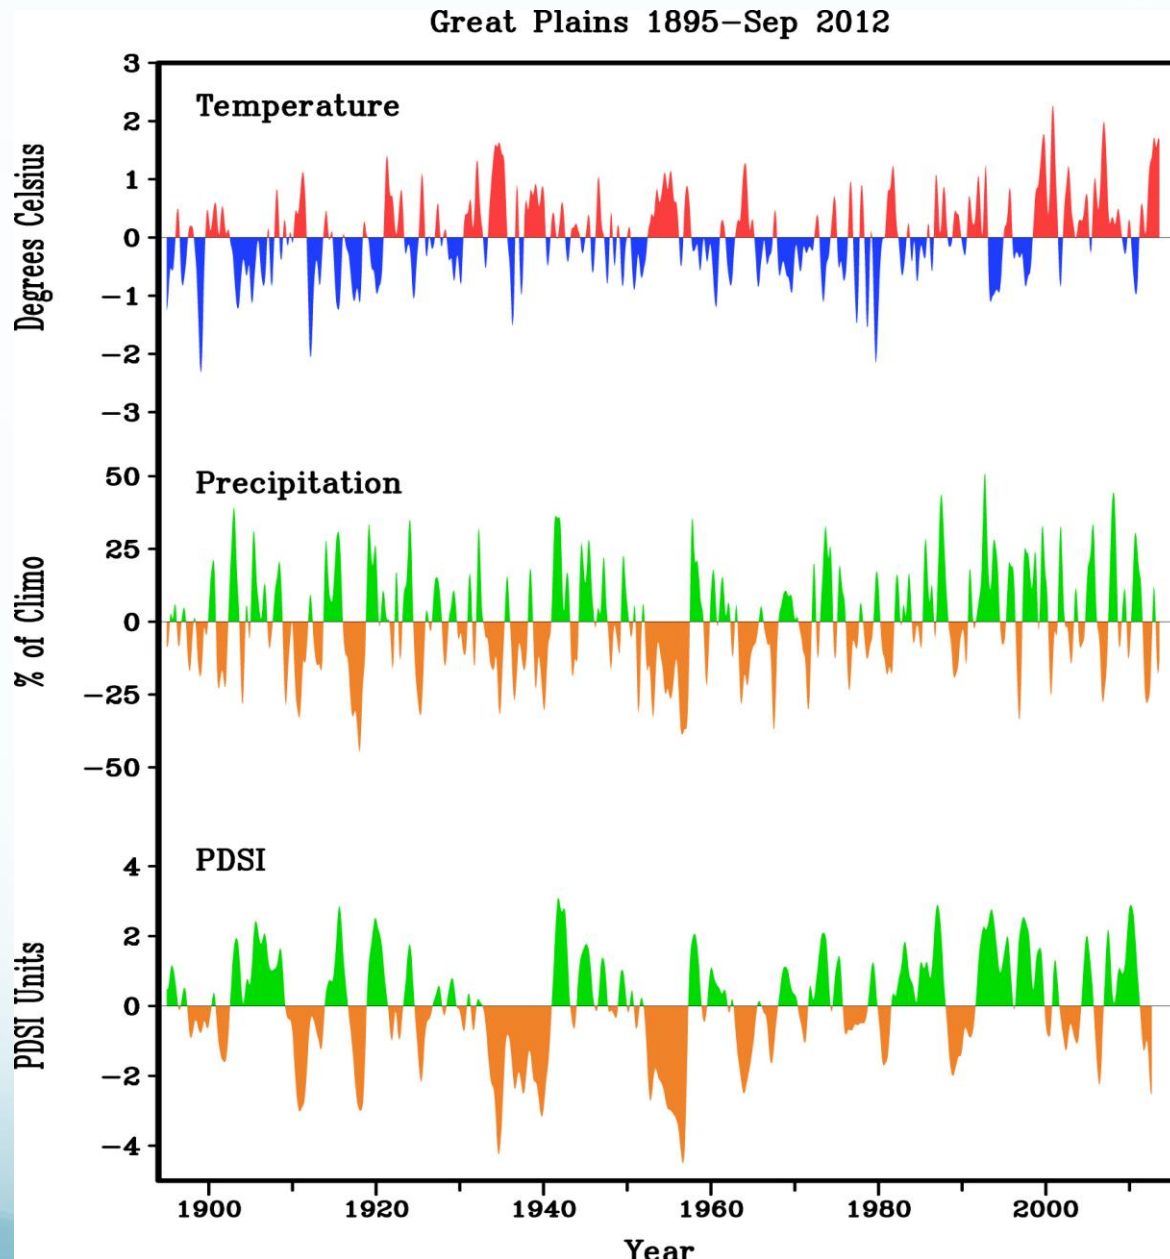 Great Plains 1895–Sep 2012
Temperature
Degrees Celsius
3
2
1
0
−1
−2
−3
Precipitation
% of Climo
50
25
0
−25
−50
PDSI
PDSI Units
4
2
0
−2
−4
1900 1920 1940 1960 1980 2000
Year